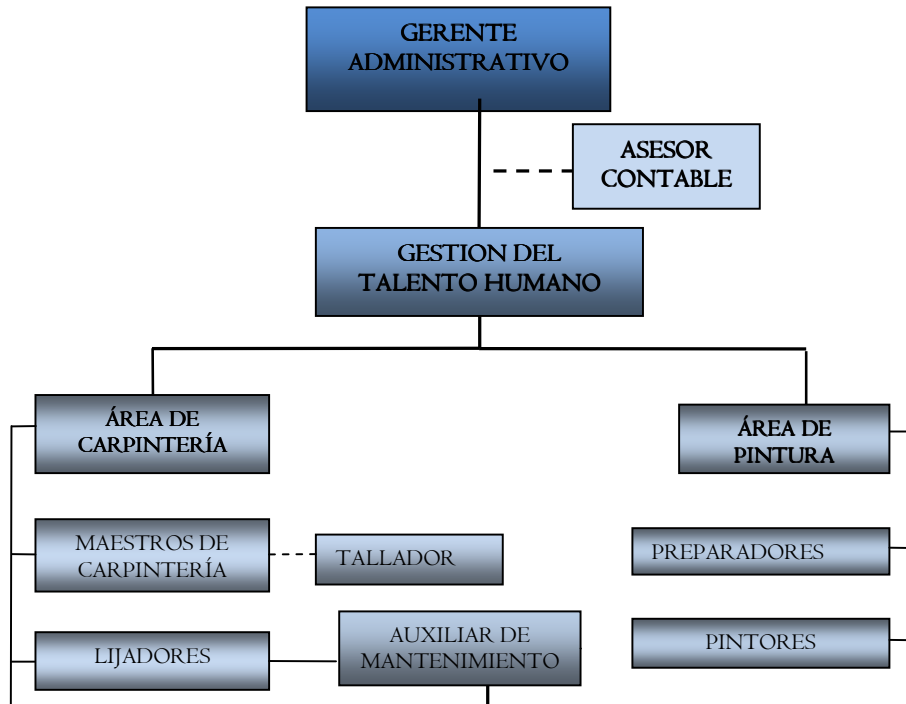 GERENTE
ADMINISTRATIVO
ASESOR
CONTABLE
GESTION DEL
TALENTO HUMANO
ÁREA DE
CARPINTERÍA
ÁREA DE
PINTURA
MAESTROS DE
CARPINTERÍA
TALLADOR
PREPARADORES
LIJADORES
AUXILIAR DE
MANTENIMIENTO
PINTORES